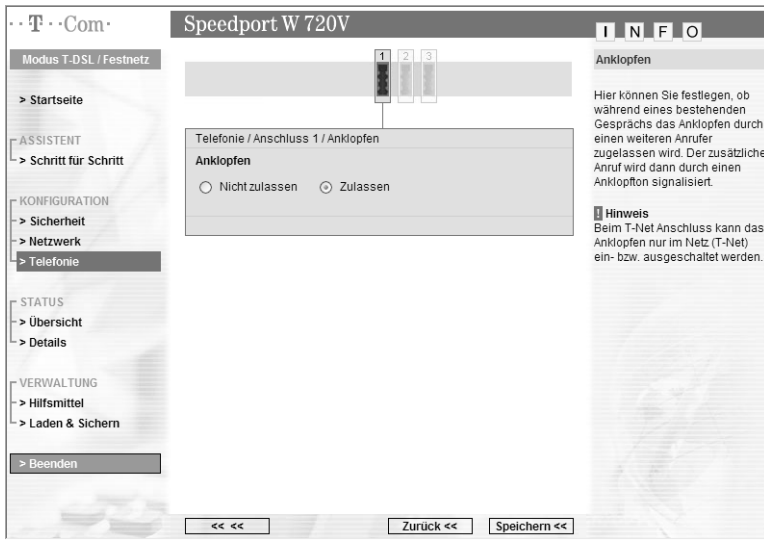 ··T··Com·
Speedport W 720V
I N F O
Modus T-DSL / Festnetz
> Startseite
ASSISTENT
> Schritt für Schritt
KONFIGURATION
> Sicherheit
> Netzwerk
> Telefonie
STATUS
> Übersicht
> Details
VERWALTUNG
> Hilfsmittel
> Laden & Sichern
> Beenden
1 2 3
Telefonie / Anschluss 1 / Anklopfen
Anklopfen
Nicht zulassen
Zulassen
<< <<
Zurück <<
Speichern <<
Anklopfen
Hier können Sie festlegen, ob
während eines bestehenden
Gesprächs das Anklopfen durch
einen weiteren Anrufer
zugelassen wird. Der zusätzliche
Anruf wird dann durch einen
Anklopfton signalisiert.
! Hinweis
Beim T-Net Anschluss kann das
Anklopfen nur im Netz (T-Net)
ein- bzw. ausgeschaltet werden.